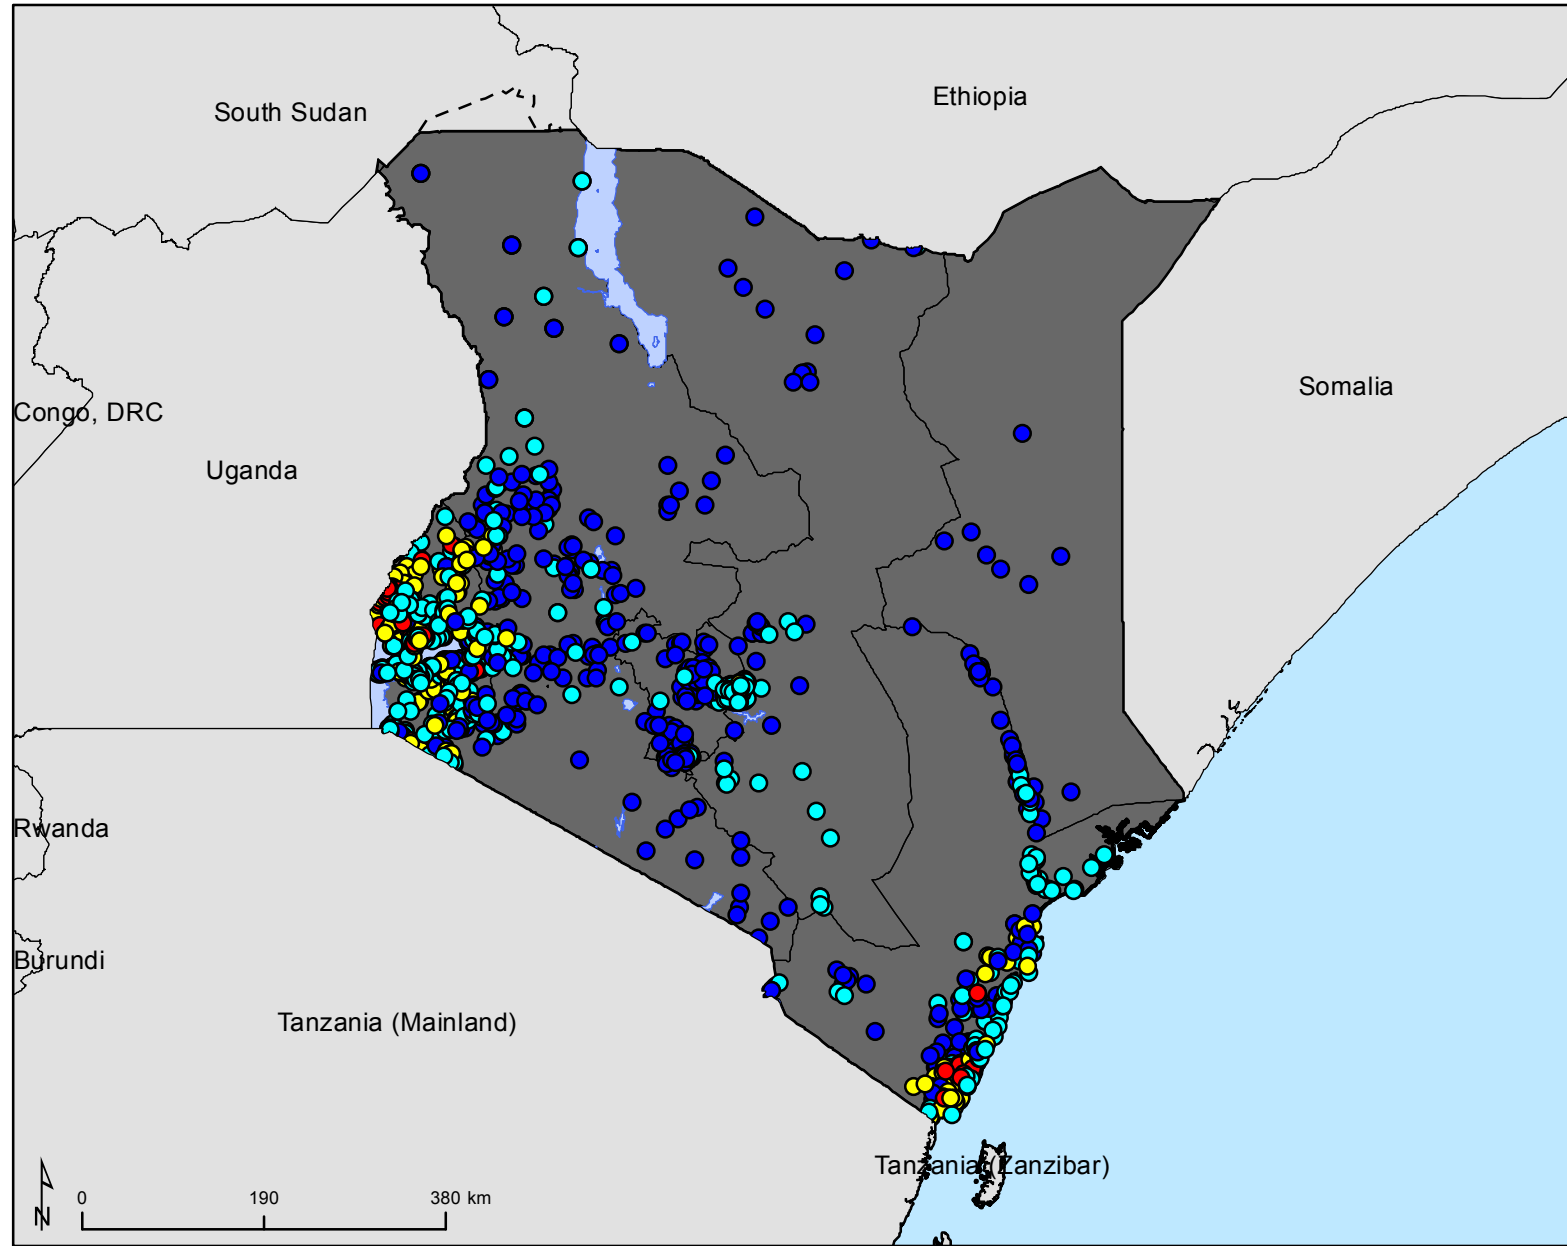 Ethiopia
South Sudan
Somalia
Congo, DRC
Uganda
Rwanda
Burundi
Tanzania (Mainland)
Tanzania (Zanzibar)
0 190 380 km
N